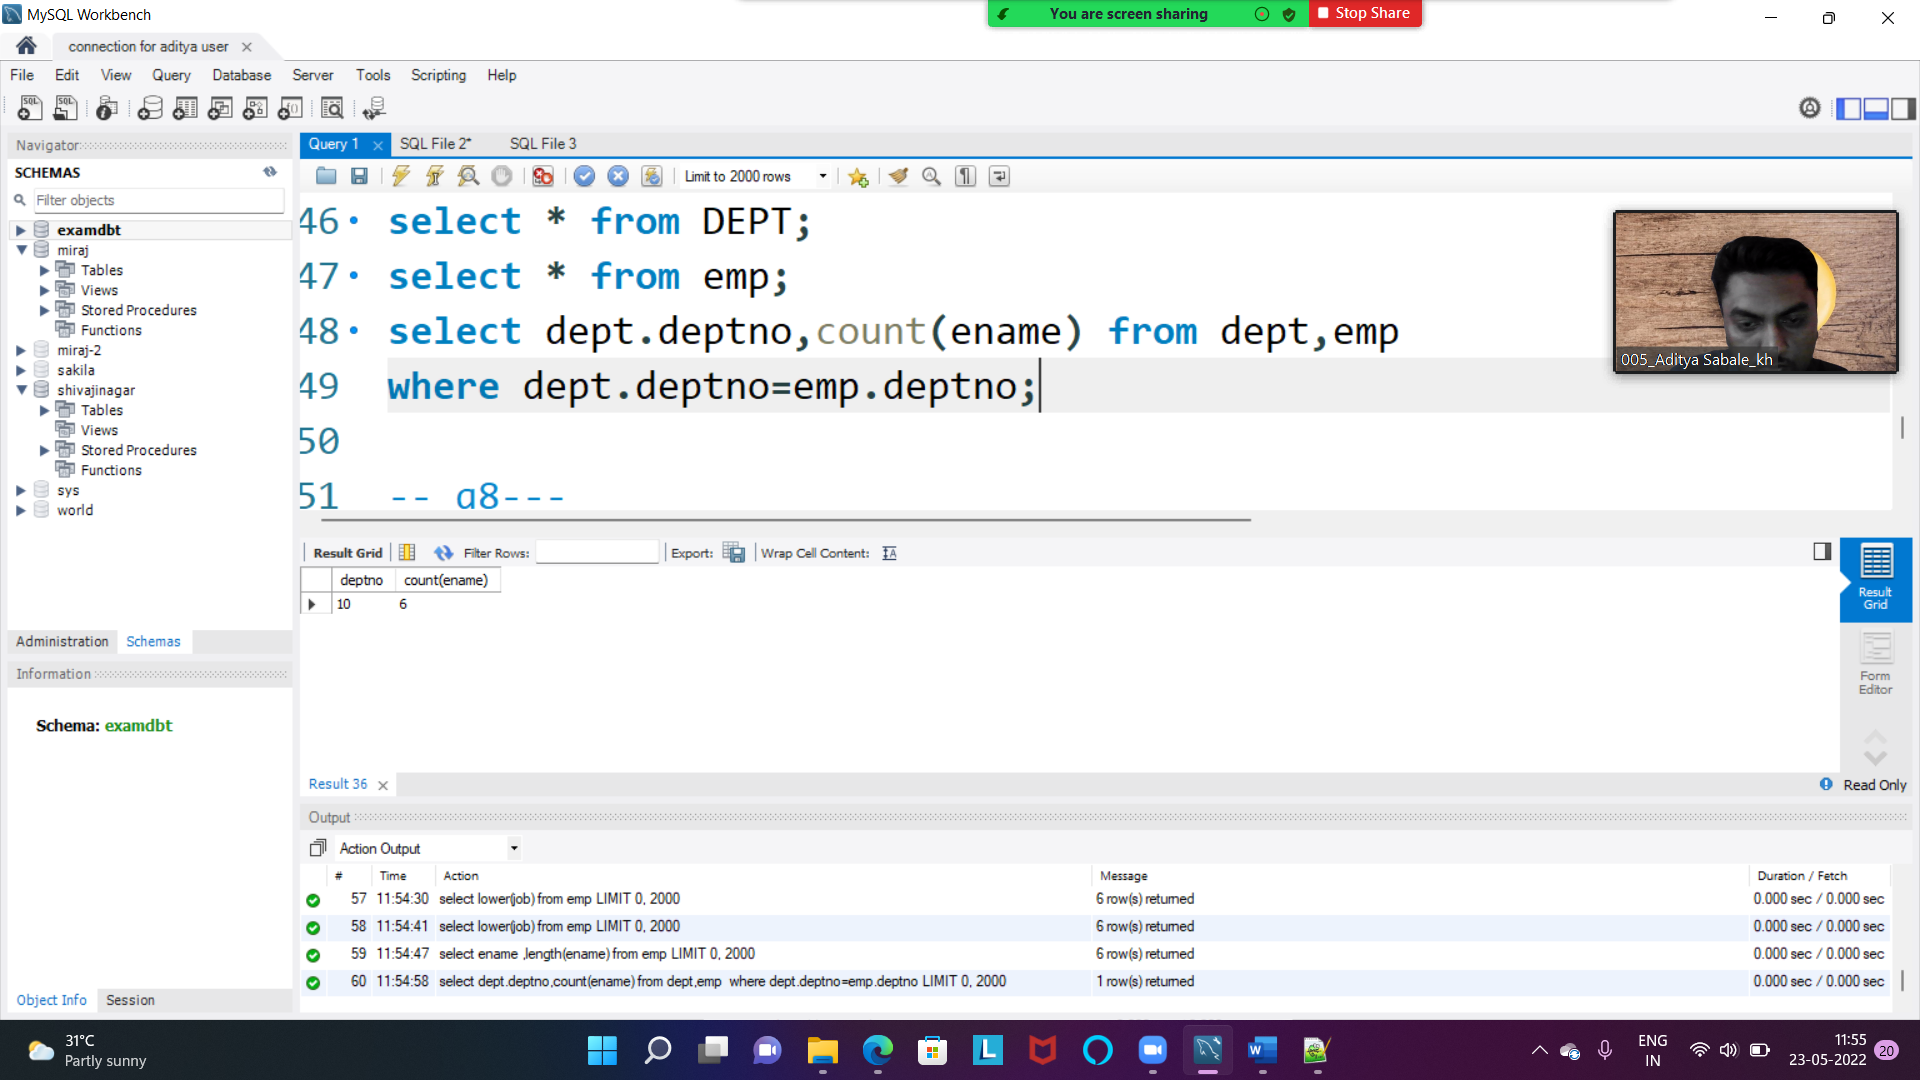 MySQL Workbench
You are screen sharing
Stop Share
connection for aditya user
File Edit View Query Database Server Tools Scripting Help
Navigator
SCHEMAS
Filter objects
examdbt
miraj
Tables
Views
Stored Procedures
Functions
miraj-2
sakila
shivajinagar
Tables
Views
Stored Procedures
Functions
sys
world
Administration Schemas
Information
Schema: examdbt
Object Info Session
Query 1 SQL File 2* SQL File 3
Limit to 2000 rows
46 select * from DEPT;
47 select * from emp;
48 select dept.deptno,count(ename) from dept,emp
49 where dept.deptno=emp.deptno;
50
51 -- q8---
005_Aditya Sabale_kh
Result Grid Filter Rows: Export: Wrap Cell Content:
deptno count(ename)
10 6
Result Grid
Form Editor
Result 36
Read Only
Output
Action Output
# Time Action Message Duration / Fetch
57 11:54:30 select lower(job) from emp LIMIT 0, 2000 6 row(s) returned 0.000 sec / 0.000 sec
58 11:54:41 select lower(job) from emp LIMIT 0, 2000 6 row(s) returned 0.000 sec / 0.000 sec
59 11:54:47 select ename ,length(ename) from emp LIMIT 0, 2000 6 row(s) returned 0.000 sec / 0.000 sec
60 11:54:58 select dept.deptno,count(ename) from dept,emp where dept.deptno=emp.deptno LIMIT 0, 2000 1 row(s) returned 0.000 sec / 0.000 sec
31°C
Partly sunny
ENG
IN
11:55
23-05-2022
20